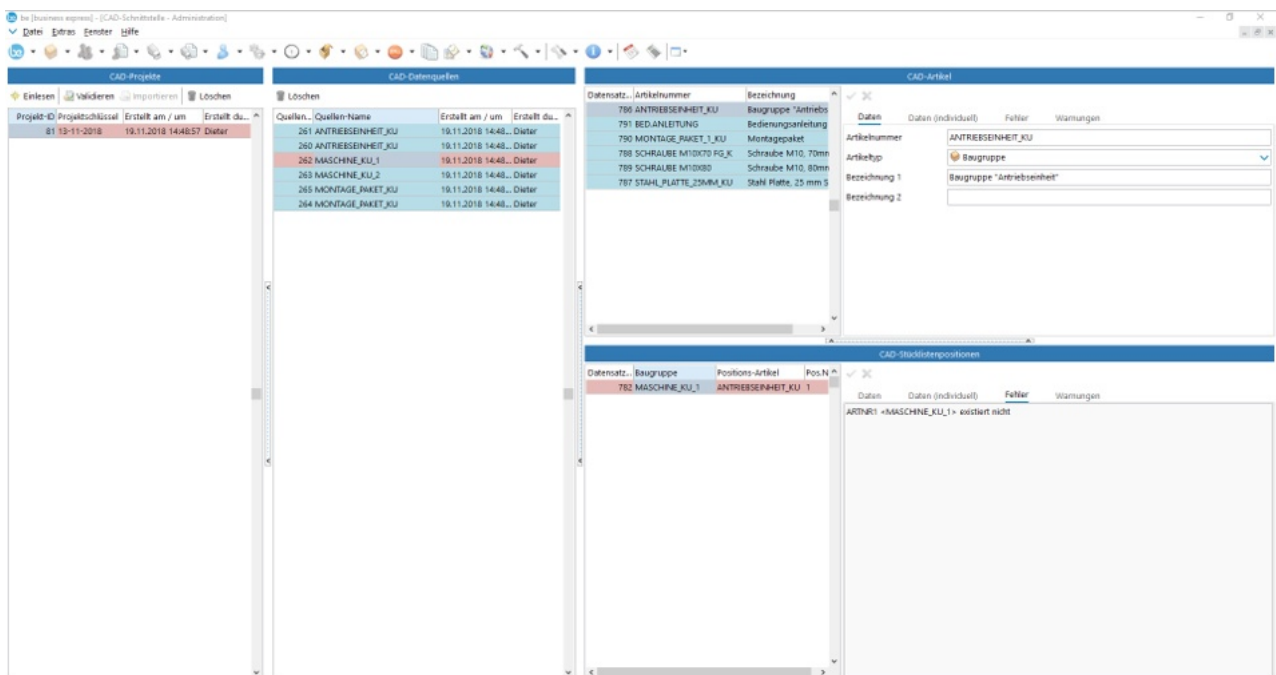 be [business express] - [CAD-Schnittstelle - Administration]
Datei Extras Fenster Hilfe
be
CAD-Projekte
Einlesen Validieren Importieren Löschen
Projekt-ID Projektschlüssel Erstellt am / um Erstellt du...
81 13-11-2018 19.11.2018 14:48:57 Dieter
CAD-Datenquellen
Löschen
Quellen... Quellen-Name Erstellt am / um Erstellt du...
261 ANTRIEBSEINHEIT_KU 19.11.2018 14:48... Dieter
260 ANTRIEBSEINHEIT_KU 19.11.2018 14:48... Dieter
262 MASCHINE_KU_1 19.11.2018 14:48... Dieter
263 MASCHINE_KU_2 19.11.2018 14:48... Dieter
265 MONTAGE_PAKET_KU 19.11.2018 14:48... Dieter
264 MONTAGE_PAKET_KU 19.11.2018 14:48... Dieter
CAD-Artikel
Datensatz... Artikelnummer Bezeichnung
786 ANTRIEBSEINHEIT_KU Baugruppe "Antriebs
791 BED.ANLEITUNG Bedienungsanleitung
790 MONTAGE_PAKET_1_KU Montagepaket
788 SCHRAUBE M10X70 FG_K Schraube M10, 70mm
789 SCHRAUBE M10X80 Schraube M10, 80mm
787 STAHL_PLATTE_25MM_KU Stahl Platte, 25 mm S
Daten Daten (individuell) Fehler Warnungen
Artikelnummer ANTRIEBSEINHEIT_KU
Artikeltyp Baugruppe
Bezeichnung 1 Baugruppe "Antriebseinheit"
Bezeichnung 2
CAD-Stücklistenpositionen
Datensatz... Baugruppe Positions-Artikel Pos.N
782 MASCHINE_KU_1 ANTRIEBSEINHEIT_KU 1
Daten Daten (individuell) Fehler Warnungen
ARTNR1 <MASCHINE_KU_1> existiert nicht